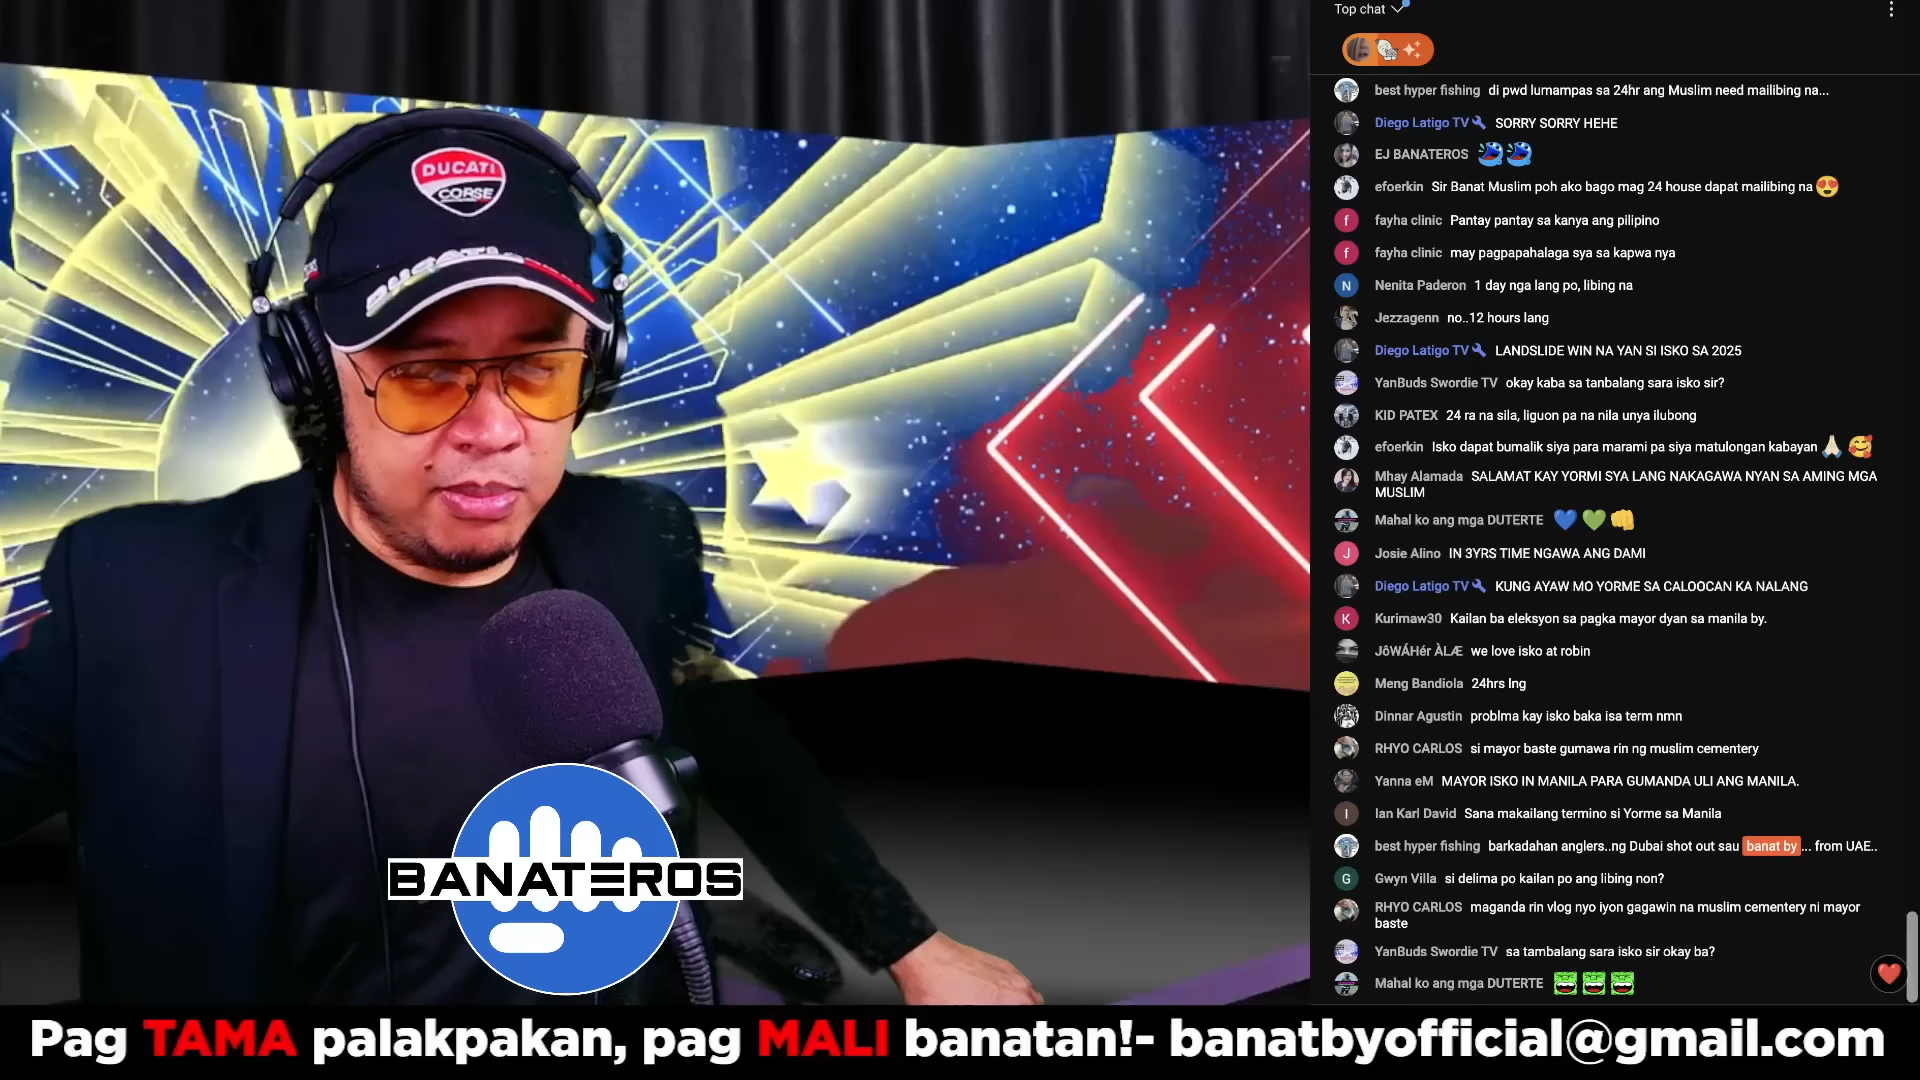 Top chat
best hyper fishing di pwd lumampas sa 24hr ang Muslim need mailibing na...
Diego Latigo TV SORRY SORRY HEHE
EJ BANATEROS
efoerkin Sir Banat Muslim poh ako bago mag 24 house dapat mailibing na
f fayha clinic Pantay pantay sa kanya ang pilipino
f fayha clinic may pagpapahalaga sya sa kapwa nya
N Nenita Paderon 1 day nga lang po, libing na
Jezzagenn no..12 hours lang
Diego Latigo TV LANDSLIDE WIN NA YAN SI ISKO SA 2025
YanBuds Swordie TV okay kaba sa tanbalang sara isko sir?
KID PATEX 24 ra na sila, liguon pa na nila unya ilubong
efoerkin Isko dapat bumalik siya para marami pa siya matulongan kabayan
Mhay Alamada SALAMAT KAY YORMI SYA LANG NAKAGAWA NYAN SA AMING MGA
MUSLIM
Mahal ko ang mga DUTERTE
J Josie Alino IN 3YRS TIME NGAWA ANG DAMI
Diego Latigo TV KUNG AYAW MO YORME SA CALOOCAN KA NALANG
K Kurimaw30 Kailan ba eleksyon sa pagka mayor dyan sa manila by.
JôWÁHér ÀLÆ we love isko at robin
Meng Bandiola 24hrs lng
Dinnar Agustin problma kay isko baka isa term nmn
RHYO CARLOS si mayor baste gumawa rin ng muslim cementery
Yanna eM MAYOR ISKO IN MANILA PARA GUMANDA ULI ANG MANILA.
I Ian Karl David Sana makailang termino si Yorme sa Manila
best hyper fishing barkadahan anglers..ng Dubai shot out sau banat by ... from UAE..
G Gwyn Villa si delima po kailan po ang libing non?
RHYO CARLOS maganda rin vlog nyo iyon gagawin na muslim cementery ni mayor
baste
YanBuds Swordie TV sa tambalang sara isko sir okay ba?
Mahal ko ang mga DUTERTE
DUCATI
CORSE
BANATEROS
Pag TAMA palakpakan, pag MALI banatan!- banatbyofficial@gmail.com